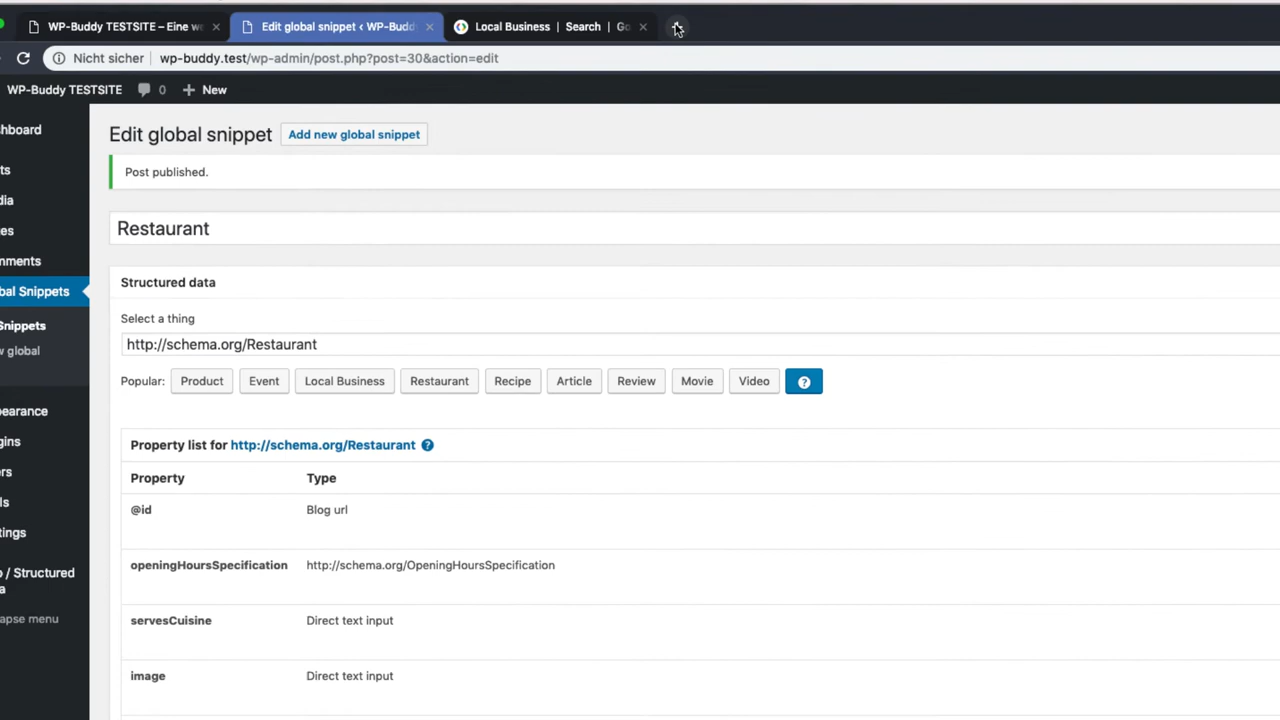 WP-Buddy TESTSITE – Eine we
Edit global snippet ‹ WP-Budd
Local Business | Search | Go
Nicht sicher | wp-buddy.test/wp-admin/post.php?post=30&action=edit
WP-Buddy TESTSITE 0 + New
hboard
ts
dia
es
mments
bal Snippets
Snippets
w global
pearance
gins
ers
ls
tings
o / Structured
a
apse menu
Edit global snippet
Add new global snippet
Post published.
Restaurant
Structured data
Select a thing
http://schema.org/Restaurant
Popular: Product Event Local Business Restaurant Recipe Article Review Movie Video ?
Property list for http://schema.org/Restaurant ?
Property Type
@id Blog url
openingHoursSpecification http://schema.org/OpeningHoursSpecification
servesCuisine Direct text input
image Direct text input